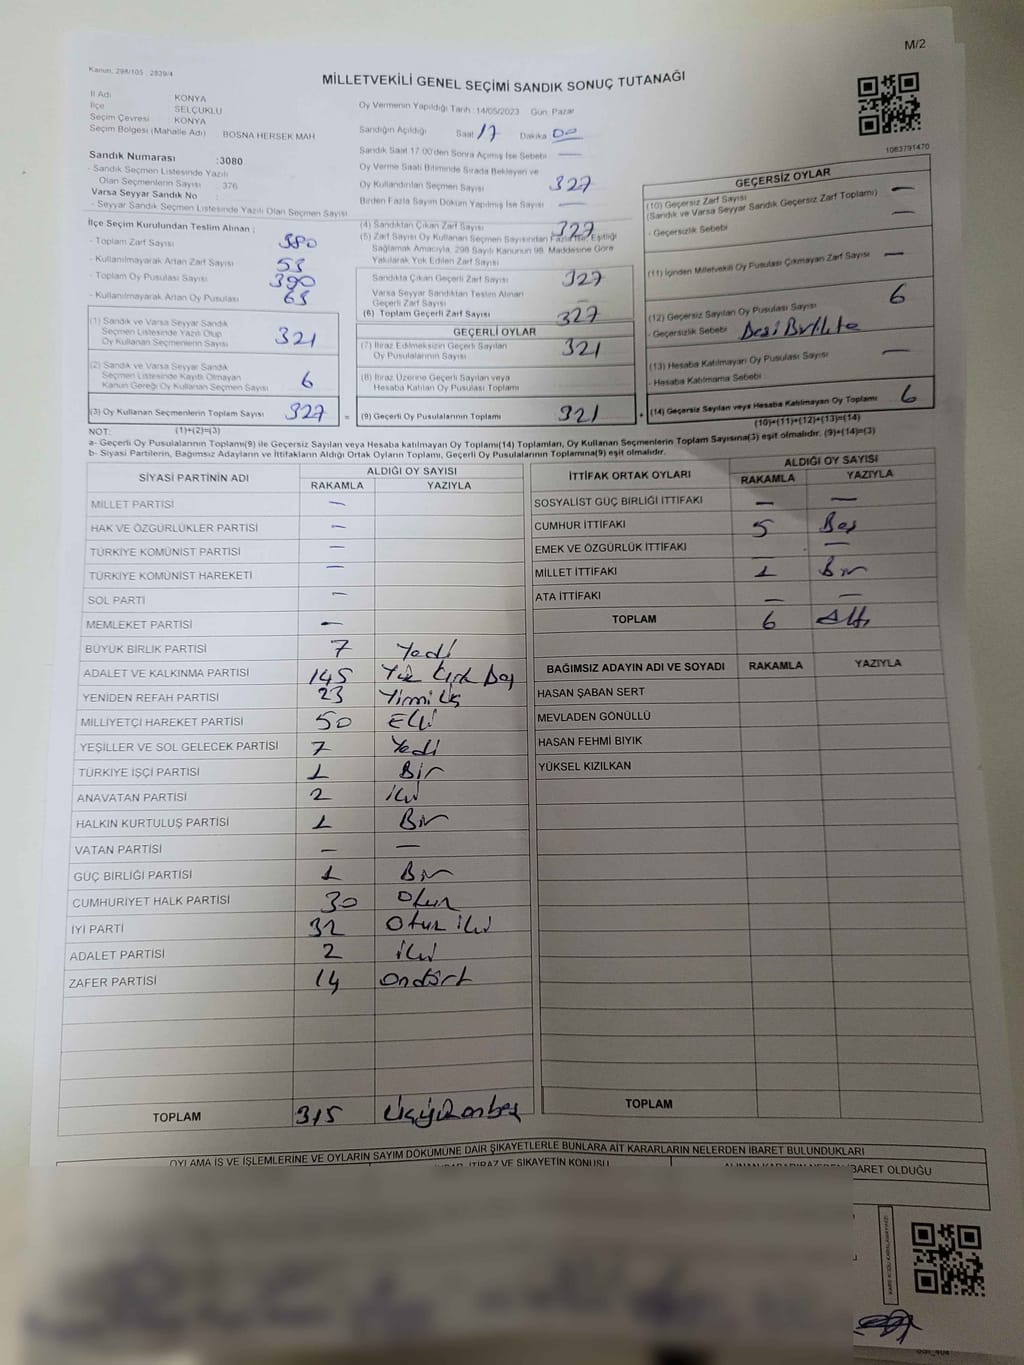 M/2
Kanun, 298/105 ; 2839/4
MİLLETVEKİLİ GENEL SEÇİMİ SANDIK SONUÇ TUTANAĞI
1083791470
İl Adı KONYA
İlçe SELÇUKLU
Seçim Çevresi KONYA
Seçim Bölgesi (Mahalle Adı) BOSNA HERSEK MAH
Sandık Numarası :3080
- Sandık Seçmen Listesinde Yazılı
Olan Seçmenlerin Sayısı : 376
Varsa Seyyar Sandık No :
- Seyyar Sandık Seçmen Listesinde Yazılı Olan Seçmen Sayısı
İlçe Seçim Kurulundan Teslim Alınan ;
- Toplam Zarf Sayısı 380
- Kullanılmayarak Artan Zarf Sayısı 53
- Toplam Oy Pusulası Sayısı 390
- Kullanılmayarak Artan Oy Pusulası 63
(1) Sandık ve Varsa Seyyar Sandık
Seçmen Listesinde Yazılı Olup
Oy Kullanan Seçmenlerin Sayısı 321
(2) Sandık ve Varsa Seyyar Sandık
Seçmen Listesinde Kayıtlı Olmayan
Kanun Gereği Oy Kullanan Seçmen Sayısı 6
(3) Oy Kullanan Seçmenlerin Toplam Sayısı 327 =
Oy Vermenin Yapıldığı Tarih :14/05/2023 Gün: Pazar
Sandığın Açıldığı Saat 17 Dakika 00
Sandık Saat 17.00'den Sonra Açılmış İse Sebebi —
Oy Verme Saati Bitiminde Sırada Bekleyen ve
Oy Kullandırılan Seçmen Sayısı 327
Birden Fazla Sayım Döküm Yapılmış İse Sayısı —
(4) Sandıktan Çıkan Zarf Sayısı 327
(5) Zarf Sayısı Oy Kullanan Seçmen Sayısından Fazla İse, Eşitliği
Sağlamak Amacıyla, 298 Sayılı Kanunun 98. Maddesine Göre
Yakılarak Yok Edilen Zarf Sayısı
Sandıkta Çıkan Geçerli Zarf Sayısı 327
Varsa Seyyar Sandıktan Teslim Alınan
Geçerli Zarf Sayısı —
(6) Toplam Geçerli Zarf Sayısı 327
GEÇERLİ OYLAR
(7) İtiraz Edilmeksizin Geçerli Sayılan
Oy Pusulalarının Sayısı 321
(8) İtiraz Üzerine Geçerli Sayılan veya
Hesaba Katılan Oy Pusulası Toplamı
(9) Geçerli Oy Pusulalarının Toplamı 321 +
GEÇERSİZ OYLAR
(10) Geçersiz Zarf Sayısı —
(Sandık ve Varsa Seyyar Sandık Geçersiz Zarf Toplamı) —
- Geçersizlik Sebebi
(11) İçinden Milletvekili Oy Pusulası Çıkmayan Zarf Sayısı —
(12) Geçersiz Sayılan Oy Pusulası Sayısı 6
- Geçersizlik Sebebi
(13) Hesaba Katılmayan Oy Pusulası Sayısı —
- Hesaba Katılmama Sebebi :
(14) Geçersiz Sayılan veya Hesaba Katılmayan Oy Toplamı 6
NOT: (1)+(2)=(3) (10)+(11)+(12)+(13)=(14)
a- Geçerli Oy Pusulalarının Toplamı(9) ile Geçersiz Sayılan veya Hesaba katılmayan Oy Toplamı(14) Toplamları, Oy Kullanan Seçmenlerin Toplam Sayısına(3) eşit olmalıdır. (9)+(14)=(3)
b- Siyasi Partilerin, Bağımsız Adayların ve İttifakların Aldığı Ortak Oyların Toplamı, Geçerli Oy Pusulalarının Toplamına(9) eşit olmalıdır.
SİYASİ PARTİNİN ADI ALDIĞI OY SAYISI
RAKAMLA YAZIYLA
MİLLET PARTİSİ —
HAK VE ÖZGÜRLÜKLER PARTİSİ —
TÜRKİYE KOMÜNİST PARTİSİ —
TÜRKİYE KOMÜNİST HAREKETİ —
SOL PARTİ —
MEMLEKET PARTİSİ —
BÜYÜK BİRLİK PARTİSİ 7 Yedi
ADALET VE KALKINMA PARTİSİ 145 Yüz Kırk Beş
YENİDEN REFAH PARTİSİ 23 Yirmi Üç
MİLLİYETÇİ HAREKET PARTİSİ 50 Elli
YEŞİLLER VE SOL GELECEK PARTİSİ 7 Yedi
TÜRKİYE İŞÇİ PARTİSİ 1 Bir
ANAVATAN PARTİSİ 2 iki
HALKIN KURTULUŞ PARTİSİ 1 Bir
VATAN PARTİSİ — —
GÜÇ BİRLİĞİ PARTİSİ 1 Bir
CUMHURİYET HALK PARTİSİ 30 Otuz
İYİ PARTİ 32 Otuz iki
ADALET PARTİSİ 2 iki
ZAFER PARTİSİ 14 Ondört
TOPLAM 315 Üçyüzonbeş
İTTİFAK ORTAK OYLARI ALDIĞI OY SAYISI
RAKAMLA YAZIYLA
SOSYALİST GÜÇ BİRLİĞİ İTTİFAKI — —
CUMHUR İTTİFAKI 5 Beş
EMEK VE ÖZGÜRLÜK İTTİFAKI — —
MİLLET İTTİFAKI 1 Bir
ATA İTTİFAKI — —
TOPLAM 6 Altı
BAĞIMSIZ ADAYIN ADI VE SOYADI RAKAMLA YAZIYLA
HASAN ŞABAN SERT
MEVLADEN GÖNÜLLÜ
HASAN FEHMİ BIYIK
YÜKSEL KIZILKAN
TOPLAM
OYLAMA İŞ VE İŞLEMLERİNE VE OYLARIN SAYIM DÖKÜMÜNE DAİR ŞİKAYETLERLE BUNLARA AİT KARARLARIN NELERDEN İBARET BULUNDUKLARI
İTİRAZ VE ŞİKAYETİN KONUSU
İBARET OLDUĞU